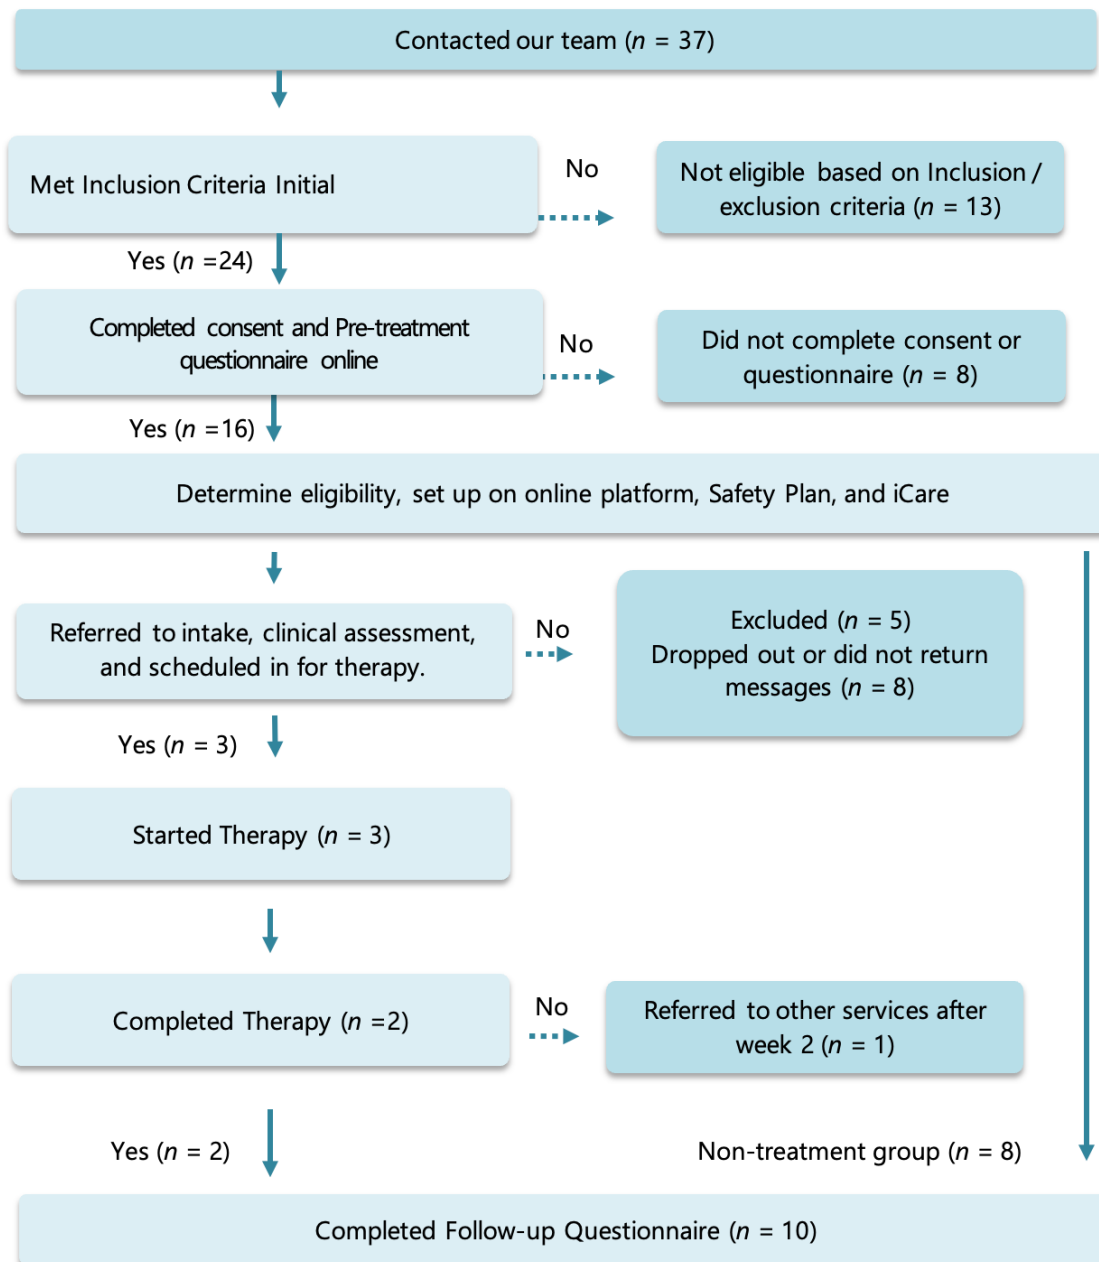 Contacted our team (n = 37)
Met Inclusion Criteria Initial
No
Not eligible based on Inclusion /
exclusion criteria (n = 13)
Yes (n =24)
Completed consent and Pre-treatment
questionnaire online
No
Did not complete consent or
questionnaire (n = 8)
Yes (n =16)
Determine eligibility, set up on online platform, Safety Plan, and iCare
Referred to intake, clinical assessment,
and scheduled in for therapy.
No
Excluded (n = 5)
Dropped out or did not return
messages (n = 8)
Yes (n = 3)
Started Therapy (n = 3)
Completed Therapy (n =2)
No
Referred to other services after
week 2 (n = 1)
Yes (n = 2)
Non-treatment group (n = 8)
Completed Follow-up Questionnaire (n = 10)